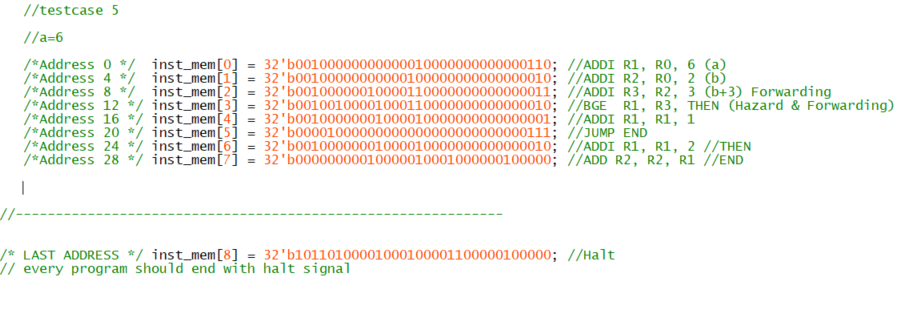 //testcase 5
//a=6
/*Address 0 */ inst_mem[0] = 32'b00100000000000010000000000000110; //ADDI R1, R0, 6 (a)
/*Address 4 */ inst_mem[1] = 32'b00100000000000100000000000000010; //ADDI R2, R0, 2 (b)
/*Address 8 */ inst_mem[2] = 32'b00100000010000110000000000000011; //ADDI R3, R2, 3 (b+3) Forwarding
/*Address 12 */ inst_mem[3] = 32'b00100100001000110000000000000010; //BGE R1, R3, THEN (Hazard & Forwarding)
/*Address 16 */ inst_mem[4] = 32'b00100000001000010000000000000001; //ADDI R1, R1, 1
/*Address 20 */ inst_mem[5] = 32'b00001000000000000000000000000111; //JUMP END
/*Address 24 */ inst_mem[6] = 32'b00100000001000010000000000000010; //ADDI R1, R1, 2 //THEN
/*Address 28 */ inst_mem[7] = 32'b00000000010000010001000000100000; //ADD R2, R2, R1 //END
//-------------------------------------------------------------
/* LAST ADDRESS */ inst_mem[8] = 32'b10110100001000100001100000100000; //Halt
// every program should end with halt signal